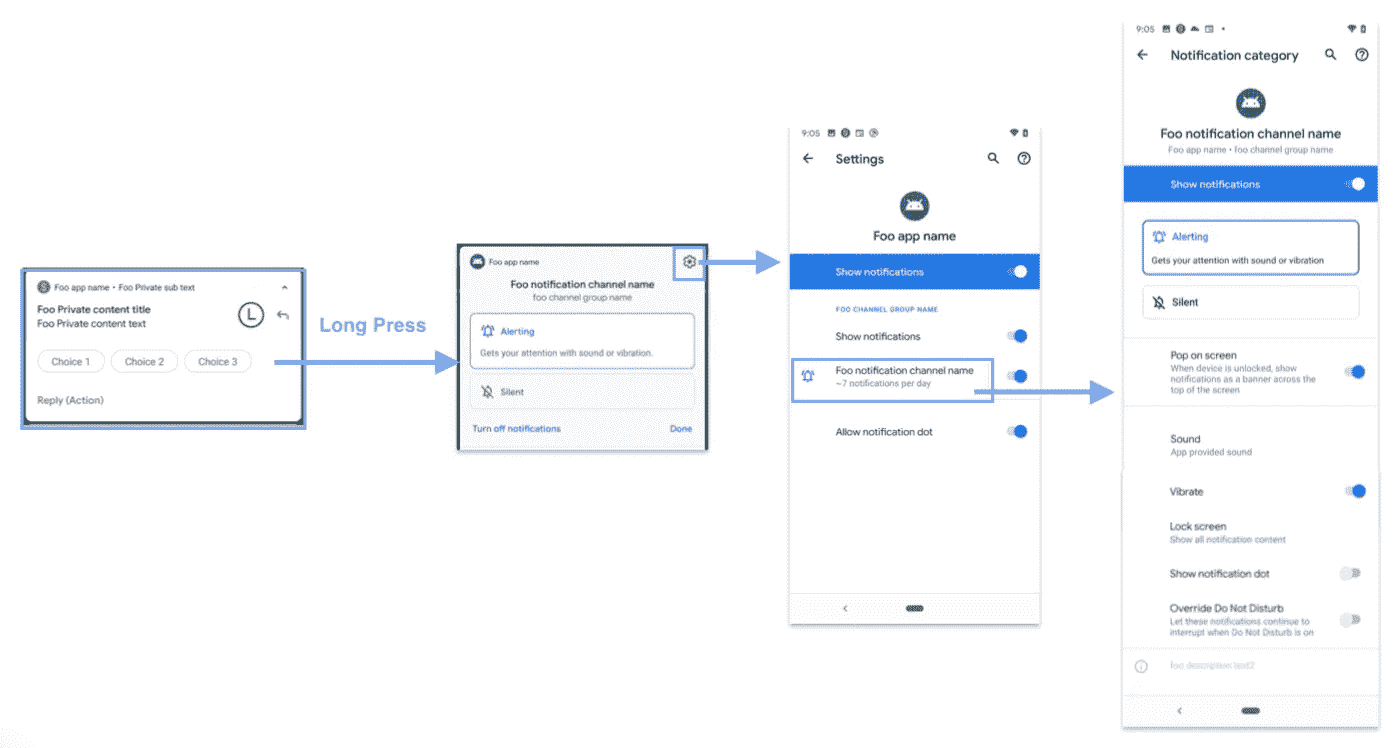 Foo app name • Foo Private sub text
Foo Private content title
Foo Private content text
L
Choice 1
Choice 2
Choice 3
Reply (Action)
Long Press
Foo app name
Foo notification channel name
foo channel group name
Alerting
Gets your attention with sound or vibration.
Silent
Turn off notifications
Done
9:05
Settings
Foo app name
Show notifications
FOO CHANNEL GROUP NAME
Show notifications
Foo notification channel name
~7 notifications per day
Allow notification dot
9:05
Notification category
Foo notification channel name
Foo app name • foo channel group name
Show notifications
Alerting
Gets your attention with sound or vibration
Silent
Pop on screen
When device is unlocked, show
notifications as a banner across the
top of the screen
Sound
App provided sound
Vibrate
Lock screen
Show all notification content
Show notification dot
Override Do Not Disturb
Let these notifications continue to
interrupt when Do Not Disturb is on
foo description text2